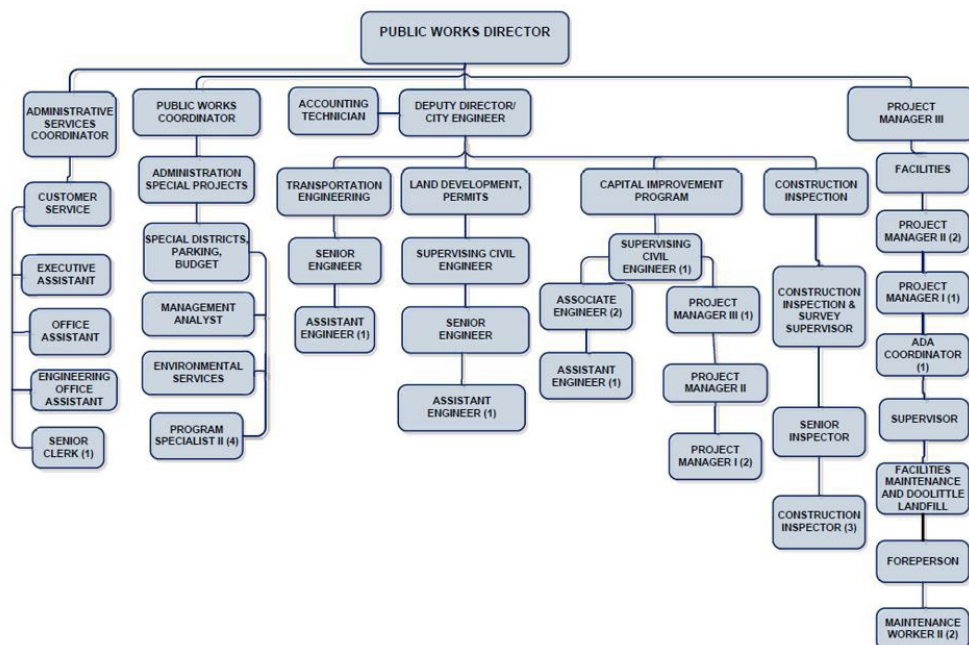 PUBLIC WORKS DIRECTOR
ADMINISTRATIVE
SERVICES
COORDINATOR
PUBLIC WORKS
COORDINATOR
ACCOUNTING
TECHNICIAN
DEPUTY DIRECTOR/
CITY ENGINEER
PROJECT
MANAGER III
CUSTOMER
SERVICE
EXECUTIVE
ASSISTANT
OFFICE
ASSISTANT
ENGINEERING
OFFICE
ASSISTANT
SENIOR
CLERK (1)
ADMINISTRATION
SPECIAL PROJECTS
SPECIAL DISTRICTS,
PARKING,
BUDGET
MANAGEMENT
ANALYST
ENVIRONMENTAL
SERVICES
PROGRAM
SPECIALIST II (4)
TRANSPORTATION
ENGINEERING
SENIOR
ENGINEER
ASSISTANT
ENGINEER (1)
LAND DEVELOPMENT,
PERMITS
SUPERVISING CIVIL
ENGINEER
SENIOR
ENGINEER
ASSISTANT
ENGINEER (1)
CAPITAL IMPROVEMENT
PROGRAM
SUPERVISING
CIVIL
ENGINEER (1)
ASSOCIATE
ENGINEER (2)
ASSISTANT
ENGINEER (1)
PROJECT
MANAGER III (1)
PROJECT
MANAGER II
PROJECT
MANAGER I (2)
CONSTRUCTION
INSPECTION
CONSTRUCTION
INSPECTION &
SURVEY
SUPERVISOR
SENIOR
INSPECTOR
CONSTRUCTION
INSPECTOR (3)
FACILITIES
PROJECT
MANAGER II (2)
PROJECT
MANAGER I (1)
ADA
COORDINATOR
(1)
SUPERVISOR
FACILITIES
MAINTENANCE
AND DOOLITTLE
LANDFILL
FOREPERSON
MAINTENANCE
WORKER II (2)